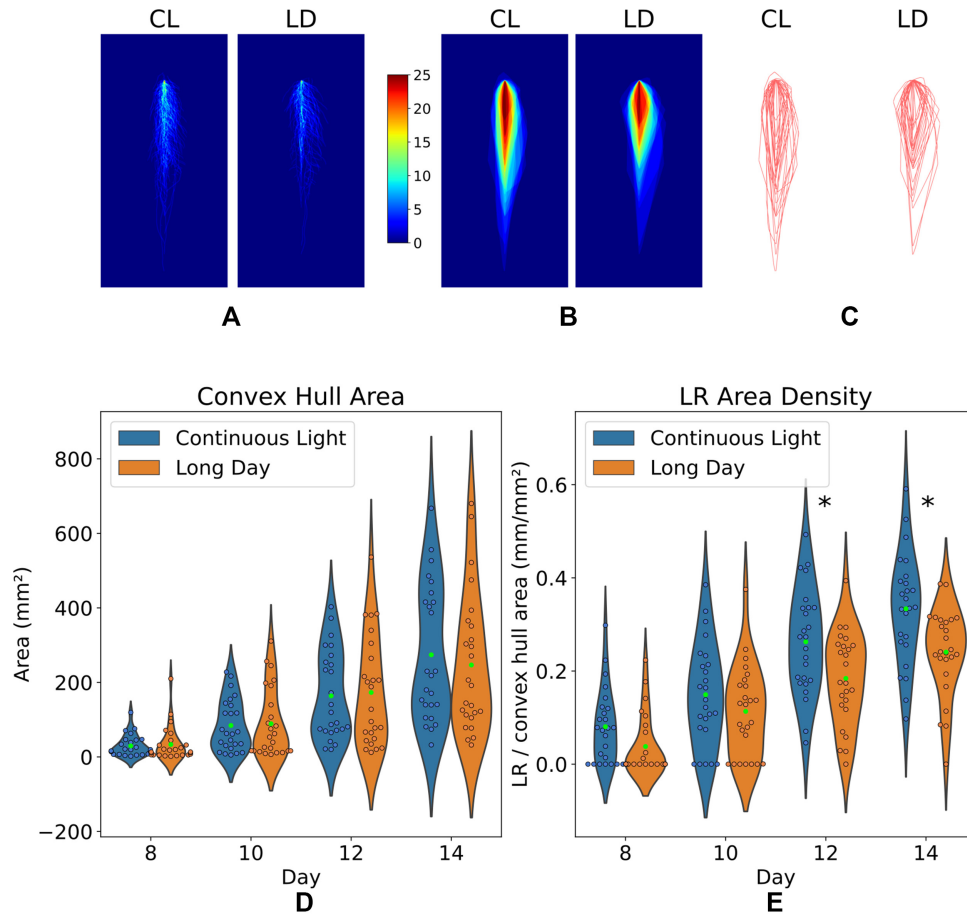 CL LD CL LD CL LD
25
20
15
10
5
0
A B C
Convex Hull Area
Continuous Light
Long Day
Area (mm²)
800
600
400
200
0
−200
8 10 12 14
Day
D
LR Area Density
Continuous Light
Long Day
LR / convex hull area (mm/mm²)
0.6
0.4
0.2
0.0
* *
8 10 12 14
Day
E